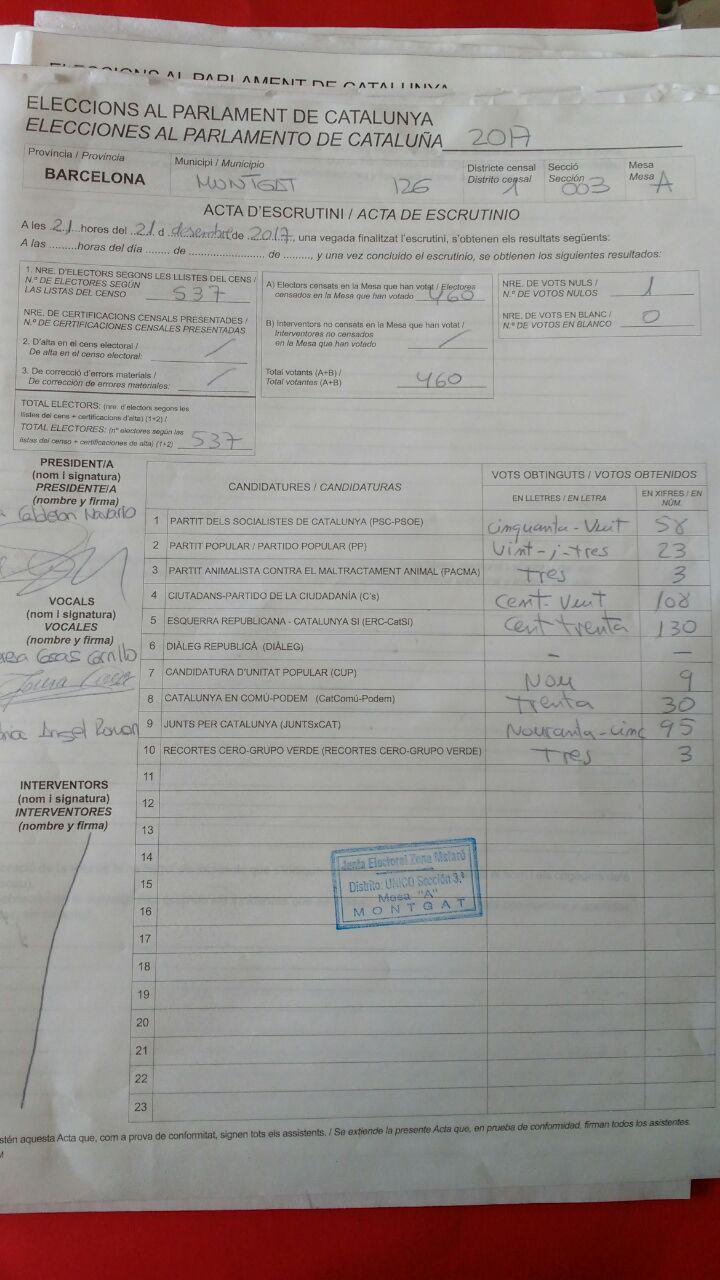 ELECCIONS AL PARLAMENT DE CATALUNYA
ELECCIONS AL PARLAMENT DE CATALUNYA
ELECCIONES AL PARLAMENTO DE CATALUÑA 2017
Provincia / Provincia
BARCELONA
Municipi / Municipio
MONTGAT 126
Districte censal
Distrito censal 1
Secció
Sección 003
Mesa
Mesa A
ACTA D'ESCRUTINI / ACTA DE ESCRUTINIO
A les 21 hores del 21 d desembre de 2017, una vegada finalitzat l'escrutini, s'obtenen els resultats següents:
A las .........horas del día ....... de ........................ de ........, y una vez concluido el escrutinio, se obtienen los siguientes resultados:
1. NRE. D'ELECTORS SEGONS LES LLISTES DEL CENS /
N.º DE ELECTORES SEGÚN
LAS LISTAS DEL CENSO 537
NRE. DE CERTIFICACIONS CENSALS PRESENTADES /
N.º DE CERTIFICACIONES CENSALES PRESENTADAS
2. D'alta en el cens electoral /
De alta en el censo electoral: /
3. De correcció d'errors materials /
De corrección de errores materiales: /
TOTAL ELECTORS: (nre. d'electors segons les
llistes del cens + certificacions d'alta) (1+2) /
TOTAL ELECTORES: (nº electores según las
listas del censo + certificaciones de alta) (1+2) 537
A) Electors censats en la Mesa que han votat / Electores
censados en la Mesa que han votado 460
B) Interventors no censats en la Mesa que han votat /
Interventores no censados
en la Mesa que han votado /
Total votants (A+B) /
Total votantes (A+B) 460
NRE. DE VOTS NULS /
N.º DE VOTOS NULOS 1
NRE. DE VOTS EN BLANC /
N.º DE VOTOS EN BLANCO 0
PRESIDENT/A
(nom i signatura)
PRESIDENTE/A
(nombre y firma)
Calderon Navarro
VOCALS
(nom i signatura)
VOCALES
(nombre y firma)
Angel
INTERVENTORS
(nom i signatura)
INTERVENTORES
(nombre y firma)
CANDIDATURES / CANDIDATURAS
VOTS OBTINGUTS / VOTOS OBTENIDOS
EN LLETRES / EN LETRA
EN XIFRES / EN NÚM.
1 PARTIT DELS SOCIALISTES DE CATALUNYA (PSC-PSOE) cinquanta-vuit 58
2 PARTIT POPULAR / PARTIDO POPULAR (PP) Vint-i-tres 23
3 PARTIT ANIMALISTA CONTRA EL MALTRACTAMENT ANIMAL (PACMA) Tres 3
4 CIUTADANS-PARTIDO DE LA CIUDADANÍA (C's) Cent-Vuit 108
5 ESQUERRA REPUBLICANA - CATALUNYA SI (ERC-CatSí) Cent trenta 130
6 DIÀLEG REPUBLICÀ (DIÀLEG) – –
7 CANDIDATURA D'UNITAT POPULAR (CUP) Nou 9
8 CATALUNYA EN COMÚ-PODEM (CatComú-Podem) Trenta 30
9 JUNTS PER CATALUNYA (JUNTSxCAT) Nouranta-cinc 95
10 RECORTES CERO-GRUPO VERDE (RECORTES CERO-GRUPO VERDE) Tres 3
11
12
13
14
15
16
17
18
19
20
21
22
23
Junta Electoral Zona Mataró
Distrito: ÚNICO Sección 3.ª
Mesa "A"
MONTGAT
stén aquesta Acta que, com a prova de conformitat, signen tots els assistents. / Se extiende la presente Acta que, en prueba de conformidad, firman todos los asistentes.